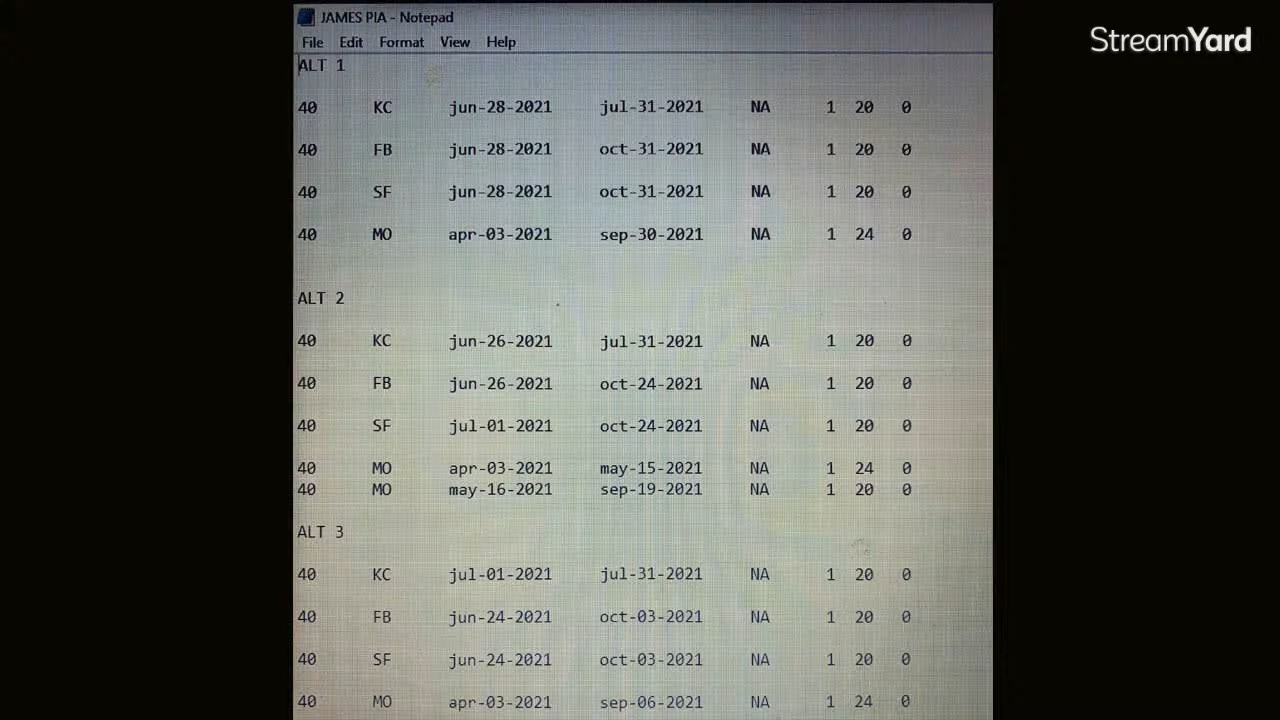 JAMES PIA - Notepad
StreamYard
File Edit Format View Help
ALT 1
40 KC jun-28-2021 jul-31-2021 NA 1 20 0
40 FB jun-28-2021 oct-31-2021 NA 1 20 0
40 SF jun-28-2021 oct-31-2021 NA 1 20 0
40 MO apr-03-2021 sep-30-2021 NA 1 24 0
ALT 2
40 KC jun-26-2021 jul-31-2021 NA 1 20 0
40 FB jun-26-2021 oct-24-2021 NA 1 20 0
40 SF jul-01-2021 oct-24-2021 NA 1 20 0
40 MO apr-03-2021 may-15-2021 NA 1 24 0
40 MO may-16-2021 sep-19-2021 NA 1 20 0
ALT 3
40 KC jul-01-2021 jul-31-2021 NA 1 20 0
40 FB jun-24-2021 oct-03-2021 NA 1 20 0
40 SF jun-24-2021 oct-03-2021 NA 1 20 0
40 MO apr-03-2021 sep-06-2021 NA 1 24 0